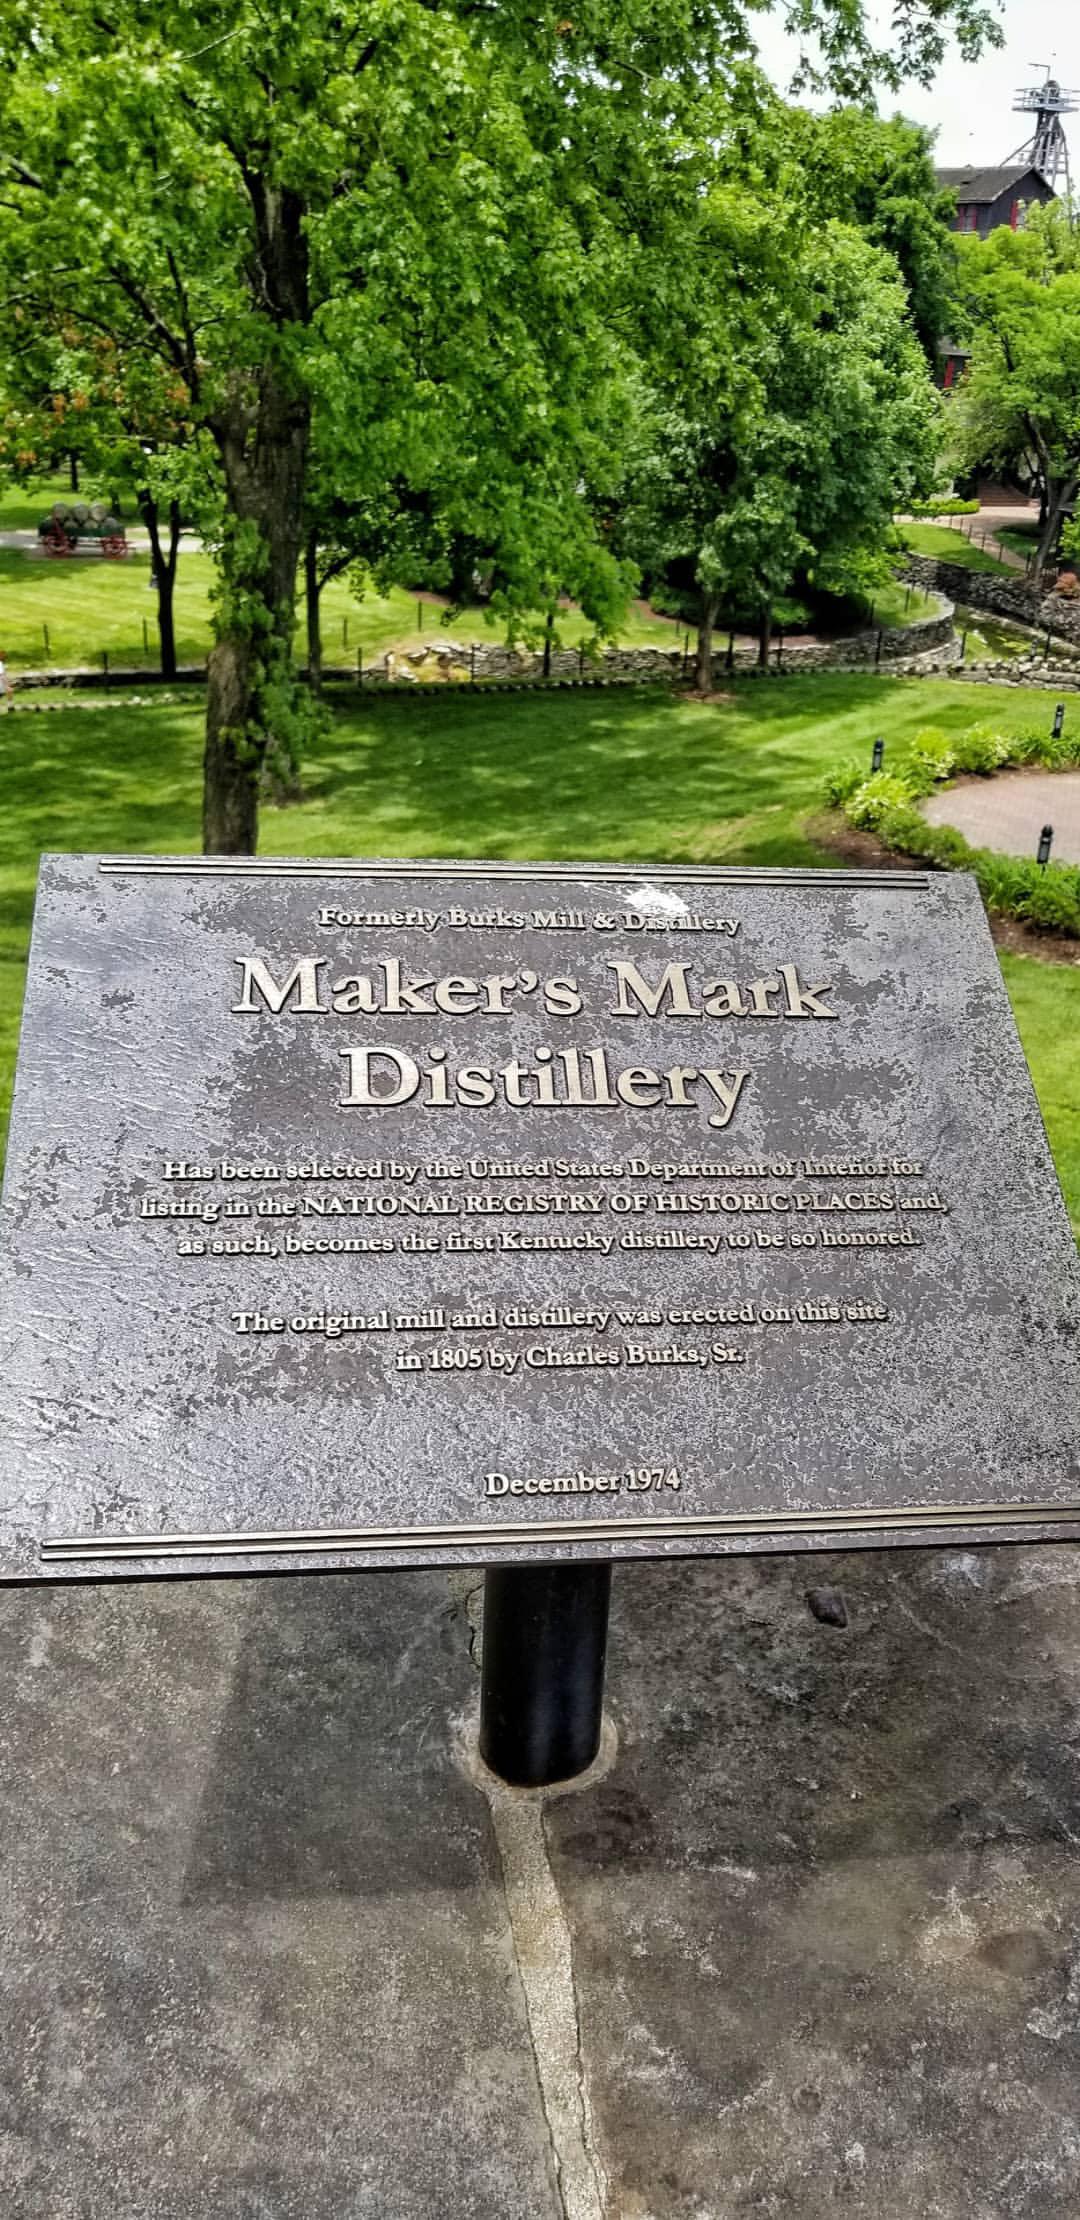 Formerly Burks Mill & Distillery
Maker's Mark
Distillery
Has been selected by the United States Department of Interior for
listing in the NATIONAL REGISTRY OF HISTORIC PLACES and,
as such, becomes the first Kentucky distillery to be so honored.
The original mill and distillery was erected on this site
in 1805 by Charles Burks, Sr.
December 1974